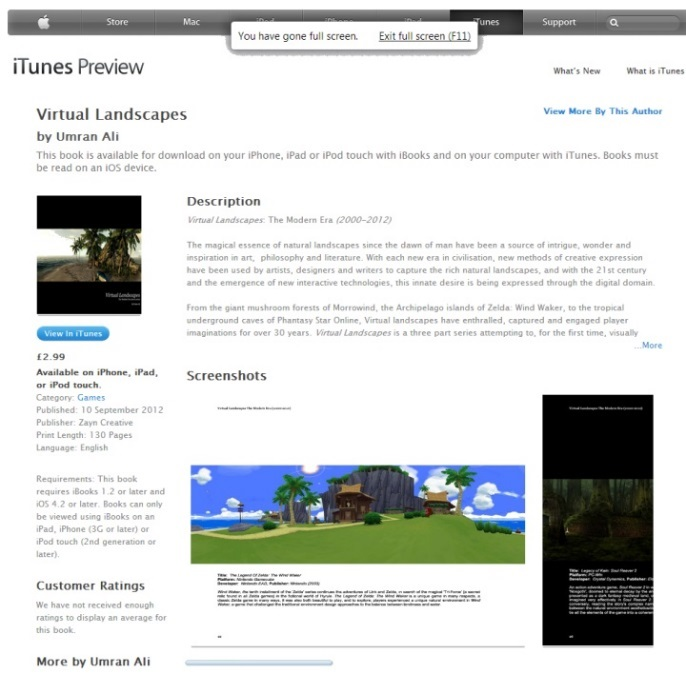 Store Mac iTunes Support
You have gone full screen. Exit full screen (F11)
iTunes Preview
What's New What is iTunes
Virtual Landscapes
View More By This Author
by Umran Ali
This book is available for download on your iPhone, iPad or iPod touch with iBooks and on your computer with iTunes. Books must
be read on an iOS device.
Description
Virtual Landscapes: The Modern Era (2000-2012)
The magical essence of natural landscapes since the dawn of man have been a source of intrigue, wonder and
inspiration in art, philosophy and literature. With each new era in civilisation, new methods of creative expression
have been used by artists, designers and writers to capture the rich natural landscapes, and with the 21st century
and the emergence of new interactive technologies, this innate desire is being expressed through the digital domain.
From the giant mushroom forests of Morrowind, the Archipelago islands of Zelda: Wind Waker, to the tropical
underground caves of Phantasy Star Online, Virtual landscapes have enthralled, captured and engaged player
imaginations for over 30 years. Virtual Landscapes is a three part series attempting to, for the first time, visually
...More
Virtual Landscapes
View In iTunes
£2.99
Available on iPhone, iPad,
or iPod touch.
Category: Games
Published: 10 September 2012
Publisher: Zayn Creative
Print Length: 130 Pages
Language: English
Requirements: This book
requires iBooks 1.2 or later and
iOS 4.2 or later. Books can only
be viewed using iBooks on an
iPad, iPhone (3G or later) or
iPod touch (2nd generation or
later).
Customer Ratings
We have not received enough
ratings to display an average for
this book.
More by Umran Ali
Screenshots
Title: The Legend Of Zelda: The Wind Waker
Platform: Nintendo Gamecube
Developer: Nintendo EAD, Publisher: Nintendo (2003)
Title: Legacy of Kain: Soul Reaver 2
Developer: Crystal Dynamics, Publisher: